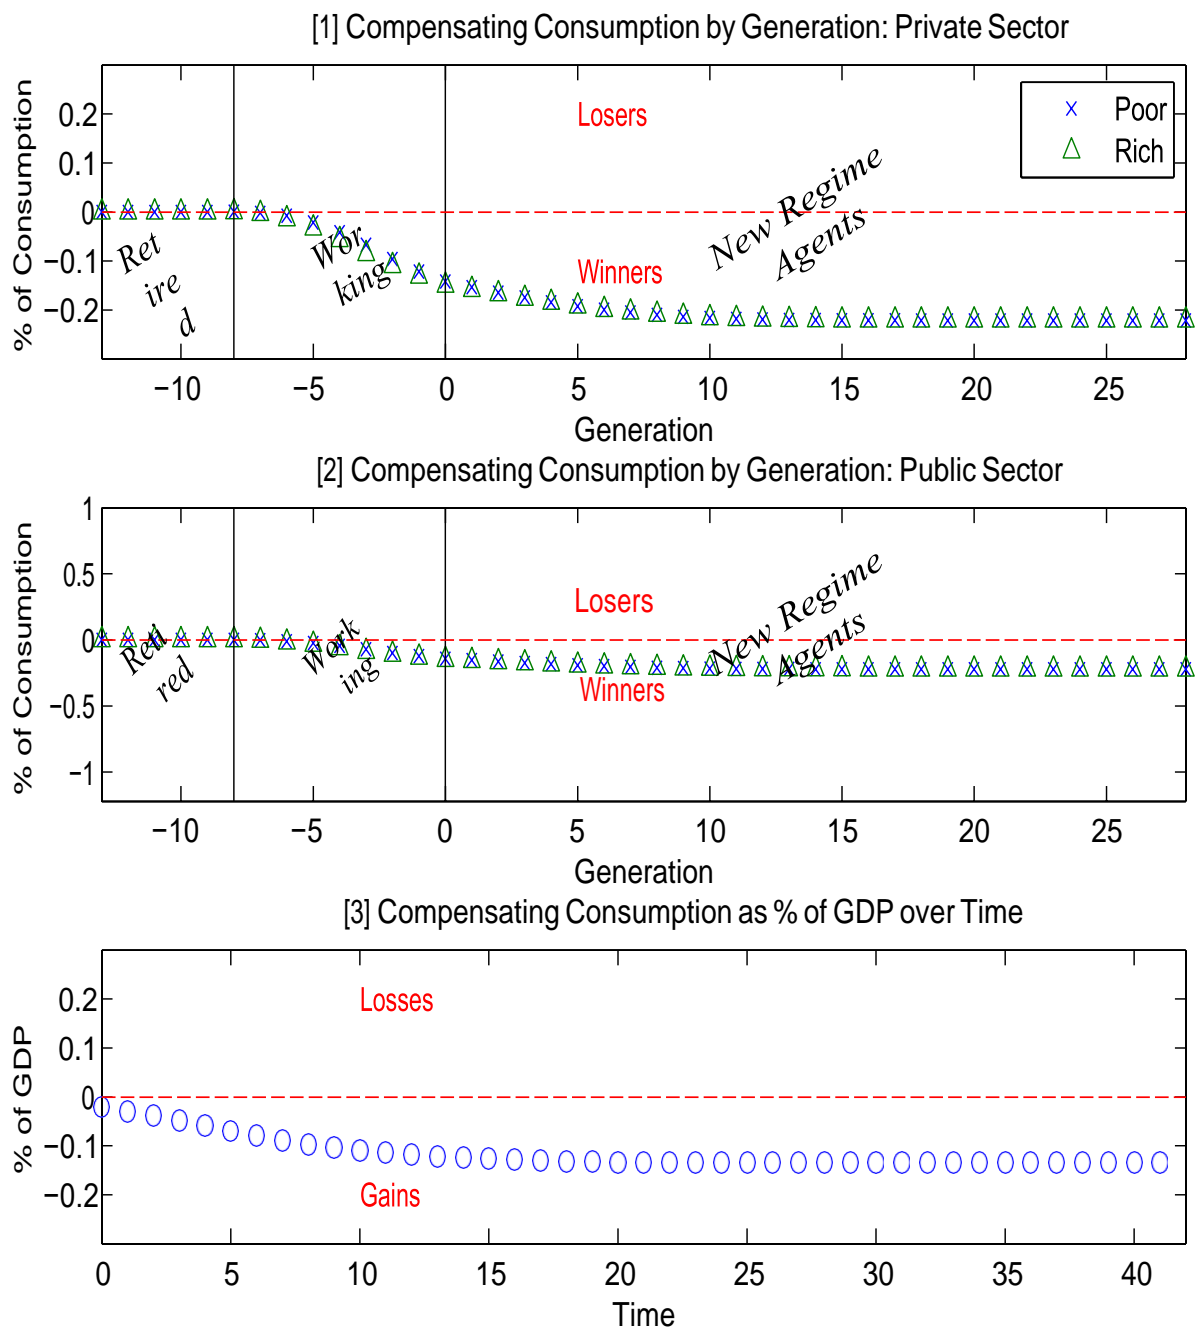 [1] Compensating Consumption by Generation: Private Sector
% of Consumption
0.2
0.1
0
−0.1
−0.2
Losers
Winners
Ret
ire
d
Wor
king
New Regime
Agents
Poor
Rich
−10
−5
0
5
10
15
20
25
Generation
[2] Compensating Consumption by Generation: Public Sector
% of Consumption
1
0.5
0
−0.5
−1
Losers
Winners
Reti
red
Work
ing
New Regime
Agents
−10
−5
0
5
10
15
20
25
Generation
[3] Compensating Consumption as % of GDP over Time
% of GDP
0.2
0.1
0
−0.1
−0.2
Losses
Gains
0
5
10
15
20
25
30
35
40
Time